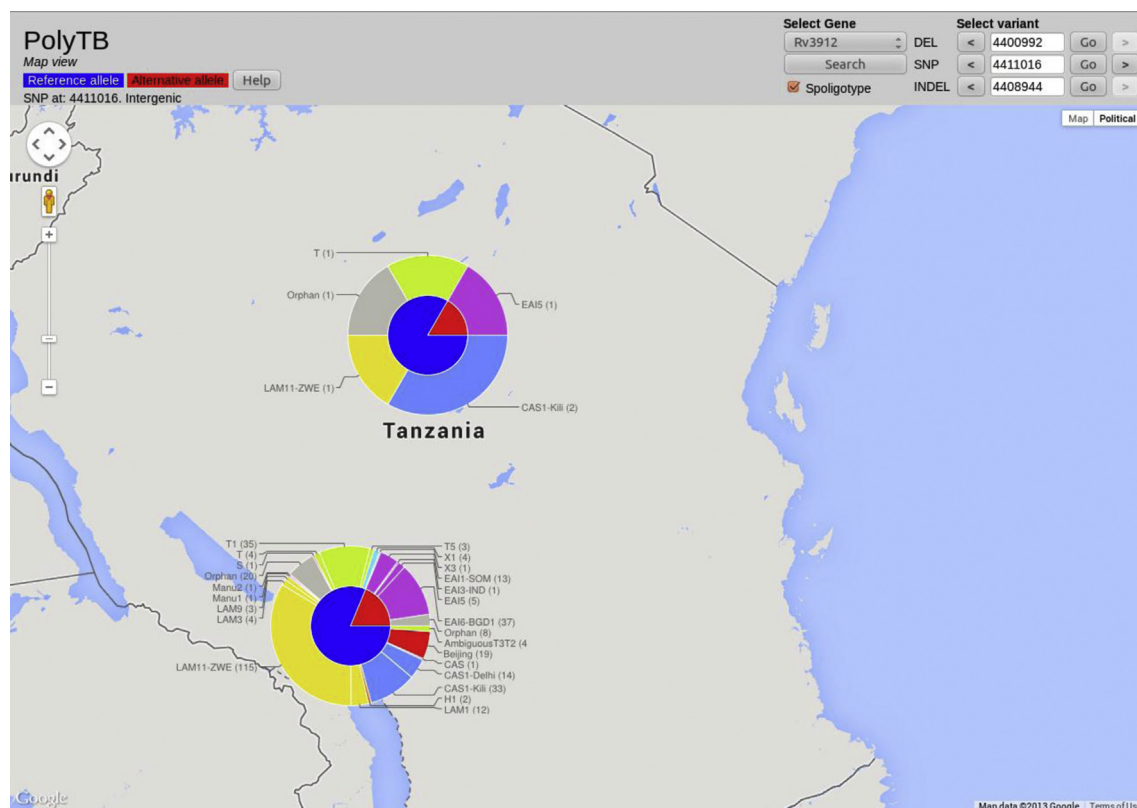 PolyTB
Map view
Reference allele Alternative allele Help
SNP at: 4411016. Intergenic
Select Gene
Rv3912
Search
Spoligotype
Select variant
DEL < 4400992 Go >
SNP < 4411016 Go >
INDEL < 4408944 Go >
Map Political
urundi
T (1)
Orphan (1)
EAI5 (1)
LAM11-ZWE (1)
CAS1-Kili (2)
Tanzania
T1 (35)
T (4)
S (1)
Orphan (20)
Manu2 (1)
Manu1 (1)
LAM9 (3)
LAM3 (4)
LAM11-ZWE (115)
T5 (3)
X1 (4)
X3 (1)
EAI1-SOM (13)
EAI3-IND (1)
EAI5 (5)
EAI6-BGD1 (37)
Orphan (8)
AmbiguousT3T2 (4
Beijing (19)
CAS (1)
CAS1-Delhi (14)
CAS1-Kili (33)
H1 (2)
LAM1 (12)
Google
Map data ©2013 Google Terms of Us